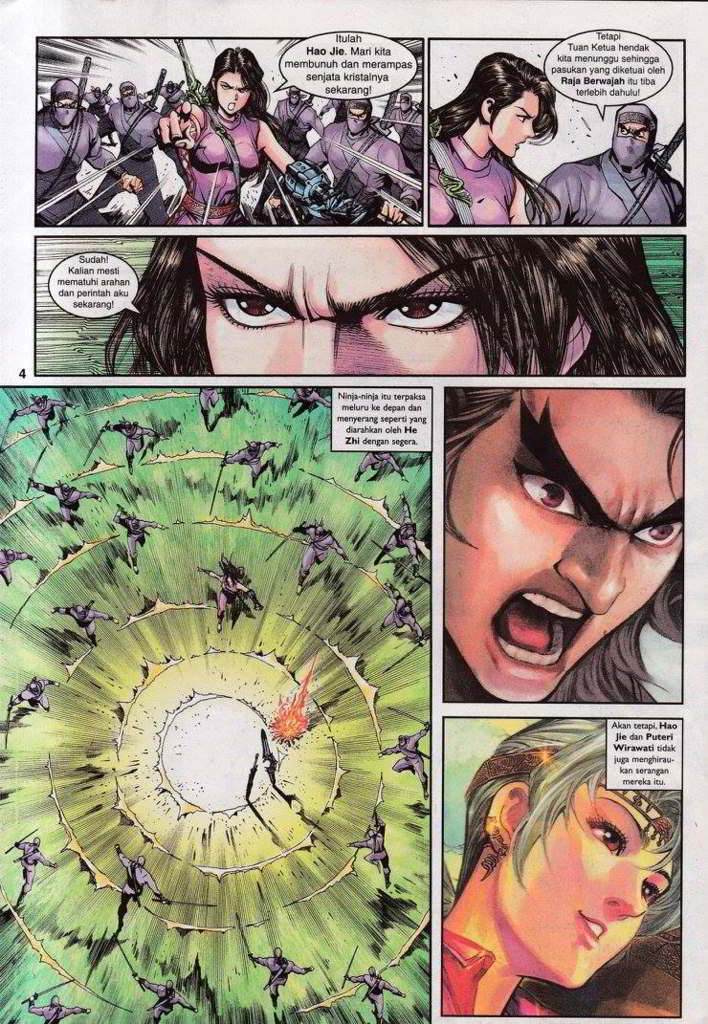 Itulah
Hao Jie. Mari kita
membunuh dan merampas
senjata kristalnya
sekarang!
Tetapi
Tuan Ketua hendak
kita menunggu sehingga
pasukan yang diketuai oleh
Raja Berwajah itu tiba
terlebih dahulu!
Sudah!
Kalian mesti
mematuhi arahan
dan perintah aku
sekarang!
4
Ninja-ninja itu terpaksa
meluru ke depan dan
menyerang seperti yang
diarahkan oleh He
Zhi dengan segera.
Akan tetapi, Hao
Jie dan Puteri
Wirawati tidak
juga menghirau-
kan serangan
mereka itu.